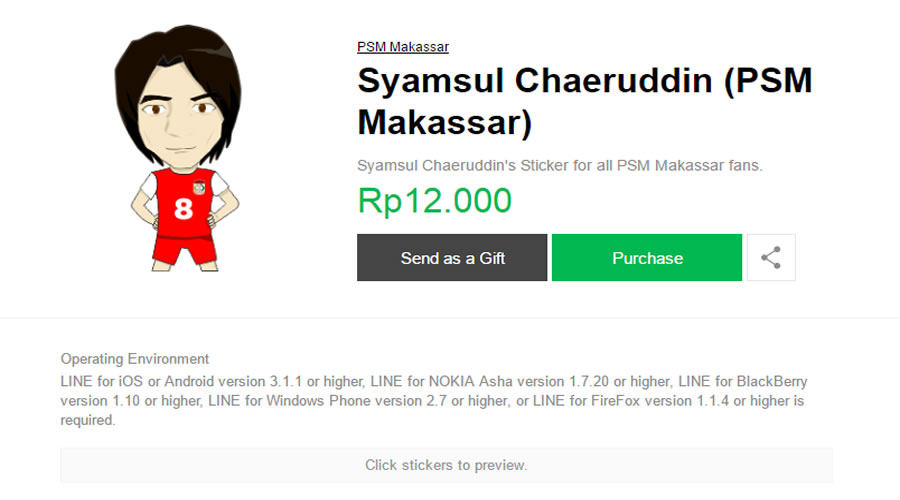 PSM Makassar
Syamsul Chaeruddin (PSM
Makassar)
Syamsul Chaeruddin's Sticker for all PSM Makassar fans.
Rp12.000
Send as a Gift
Purchase
8
Operating Environment
LINE for iOS or Android version 3.1.1 or higher, LINE for NOKIA Asha version 1.7.20 or higher, LINE for BlackBerry
version 1.10 or higher, LINE for Windows Phone version 2.7 or higher, or LINE for FireFox version 1.1.4 or higher is
required.
Click stickers to preview.